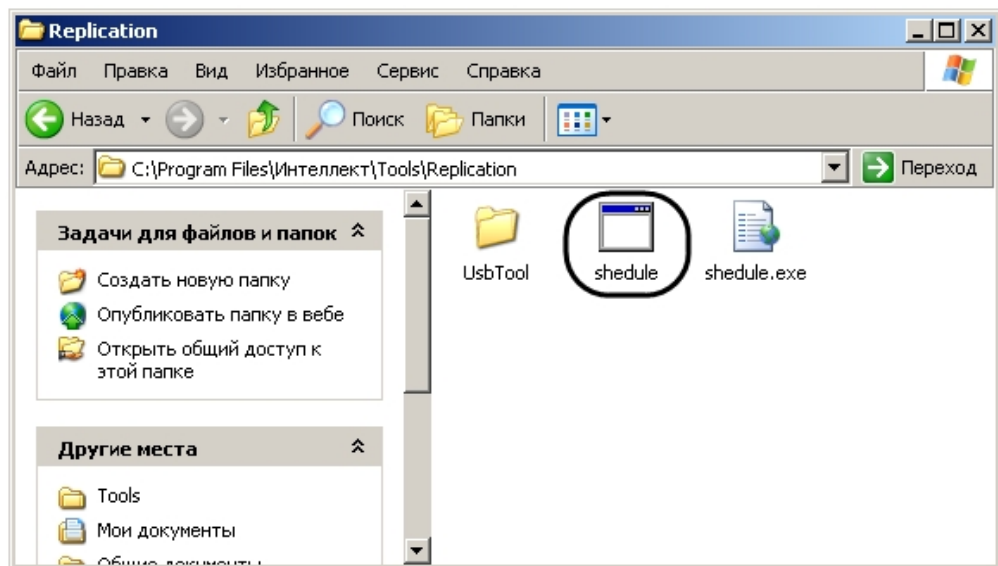 Replication
Файл Правка Вид Избранное Сервис Справка
Назад Поиск Папки
Адрес: C:\Program Files\Интеллект\Tools\Replication Переход
Задачи для файлов и папок
Создать новую папку
Опубликовать папку в вебе
Открыть общий доступ к
этой папке
Другие места
Tools
Мои документы
Общие документы
UsbTool shedule shedule.exe